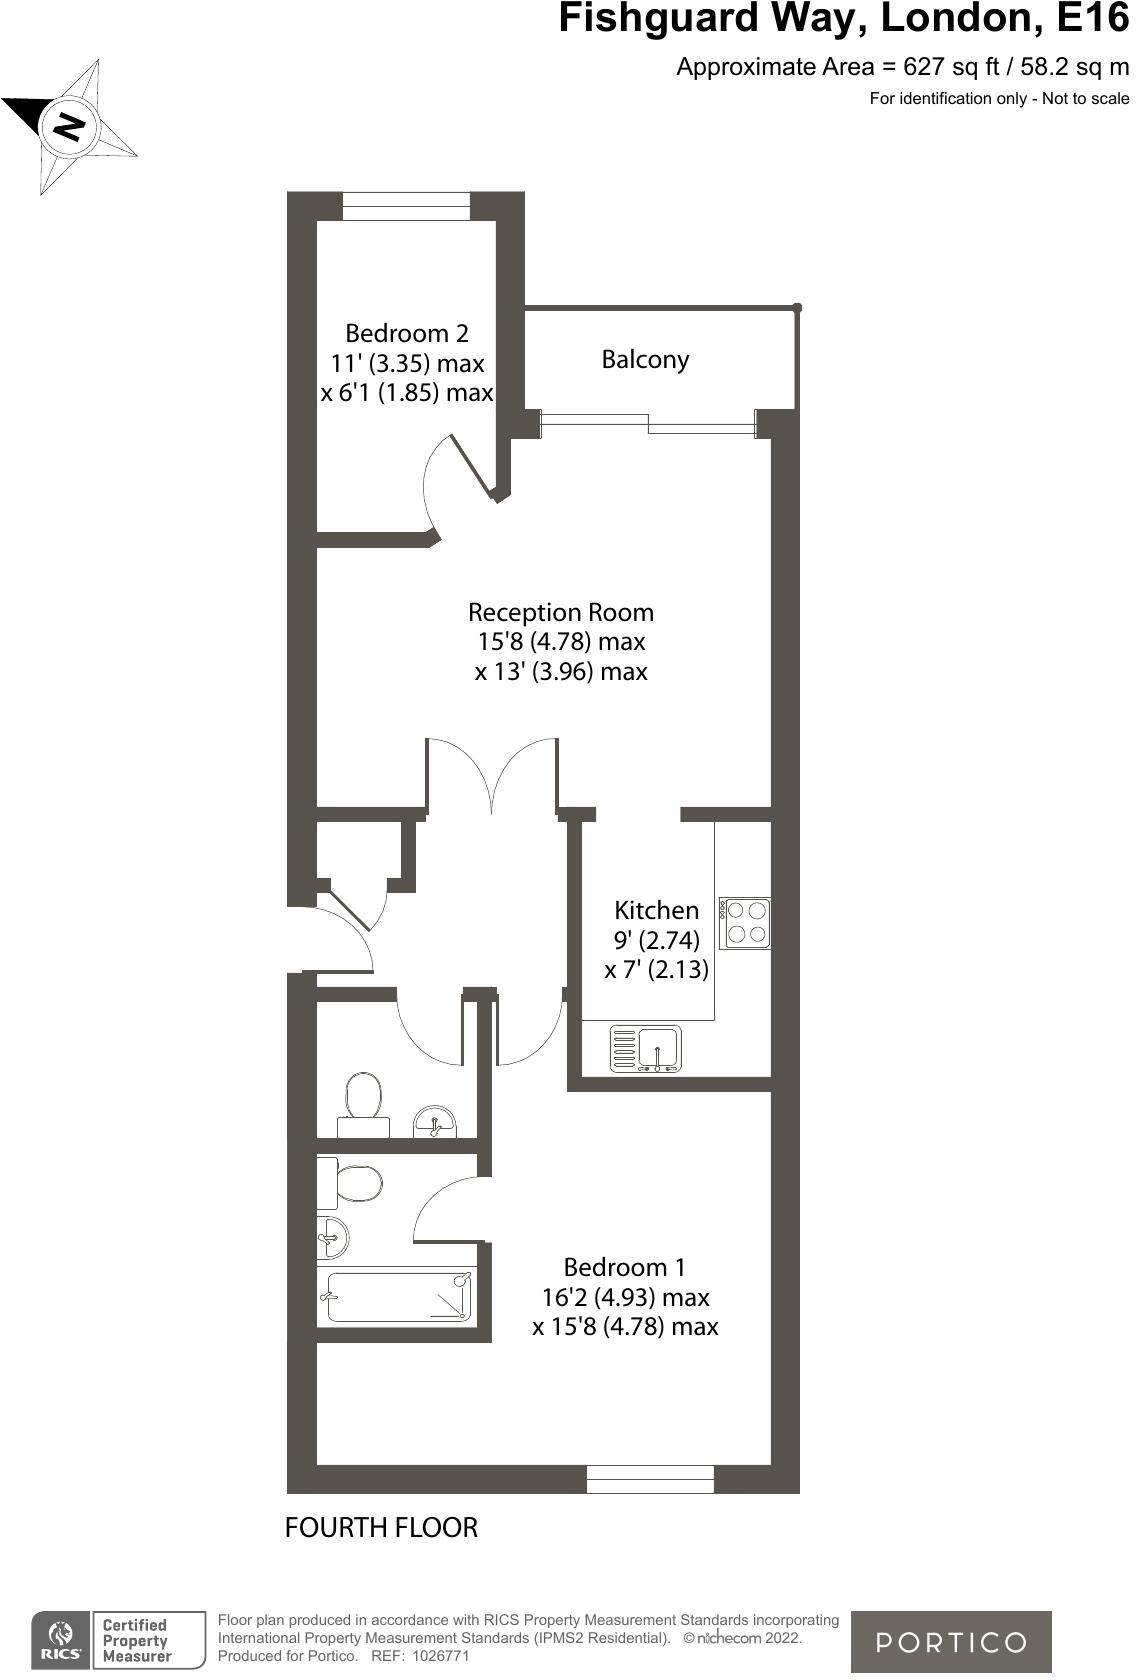 Fishguard Way, London, E16
Approximate Area = 627 sq ft / 58.2 sq m
For identification only - Not to scale
N
Bedroom 2
11' (3.35) max
x 6'1 (1.85) max
Balcony
Reception Room
15'8 (4.78) max
x 13' (3.96) max
Kitchen
9' (2.74)
x 7' (2.13)
Bedroom 1
16'2 (4.93) max
x 15'8 (4.78) max
FOURTH FLOOR
RICS
Certified
Property
Measurer
Floor plan produced in accordance with RICS Property Measurement Standards incorporating
International Property Measurement Standards (IPMS2 Residential). © nichecom 2022.
Produced for Portico. REF: 1026771
PORTICO